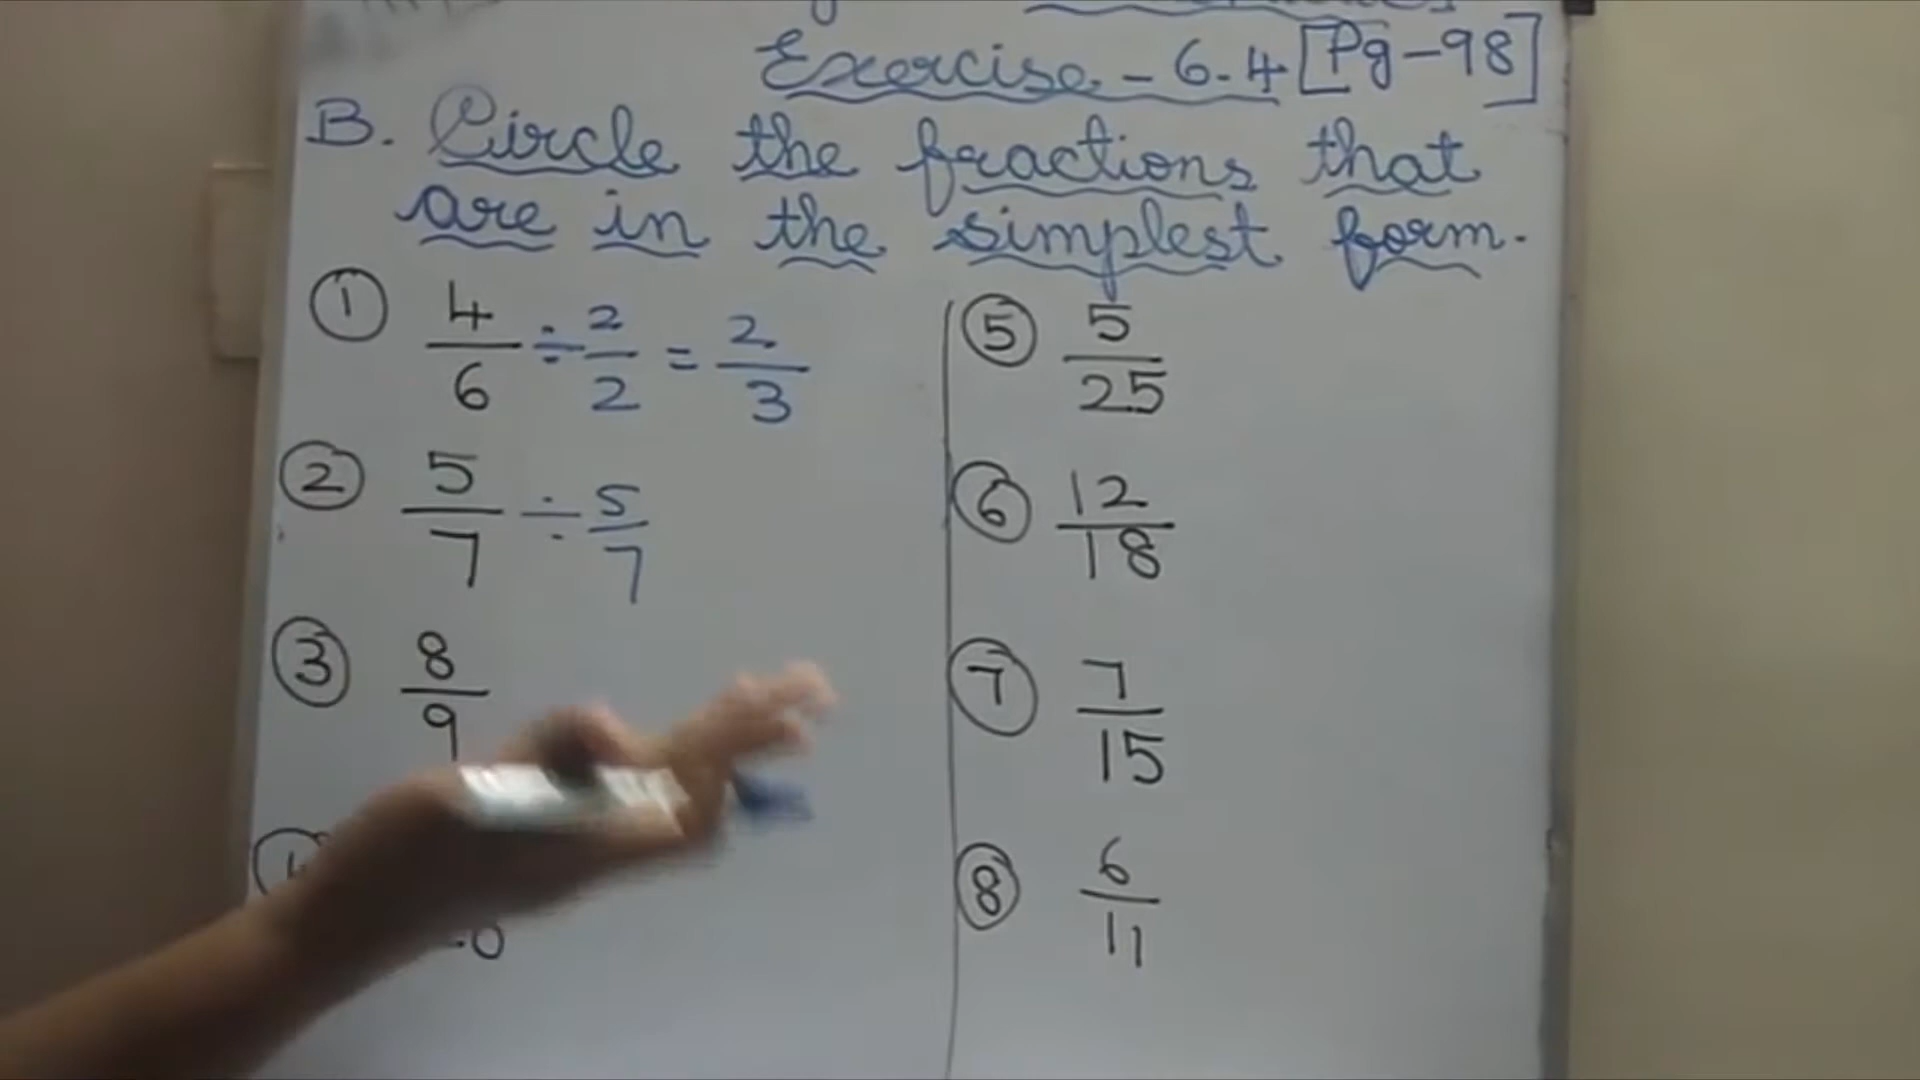 Exercise - 6.4 [Pg-98]
B. Circle the fractions that
are in the simplest form.
① 4/6 ÷ 2/2 = 2/3
② 5/7 ÷ 5/7
③ 8/9
⑤ 5/25
⑥ 12/18
⑦ 7/15
⑧ 6/11